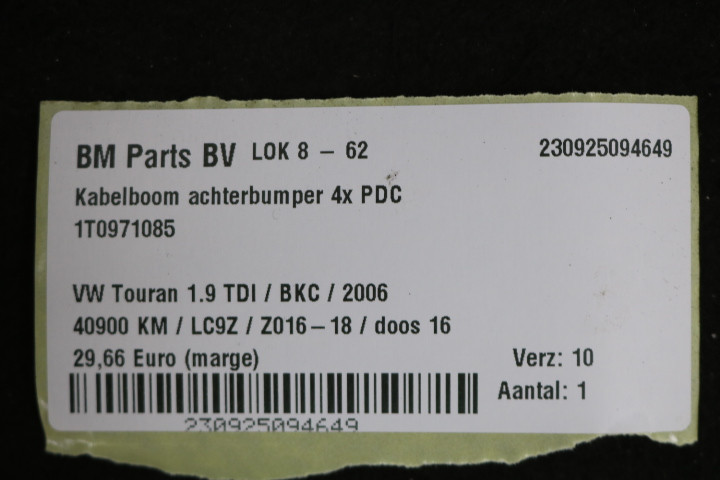 BM Parts BV LOK 8 – 62 230925094649
Kabelboom achterbumper 4x PDC
1T0971085
VW Touran 1.9 TDI / BKC / 2006
40900 KM / LC9Z / Z016–18 / doos 16
29,66 Euro (marge) Verz: 10
Aantal: 1
230925094649